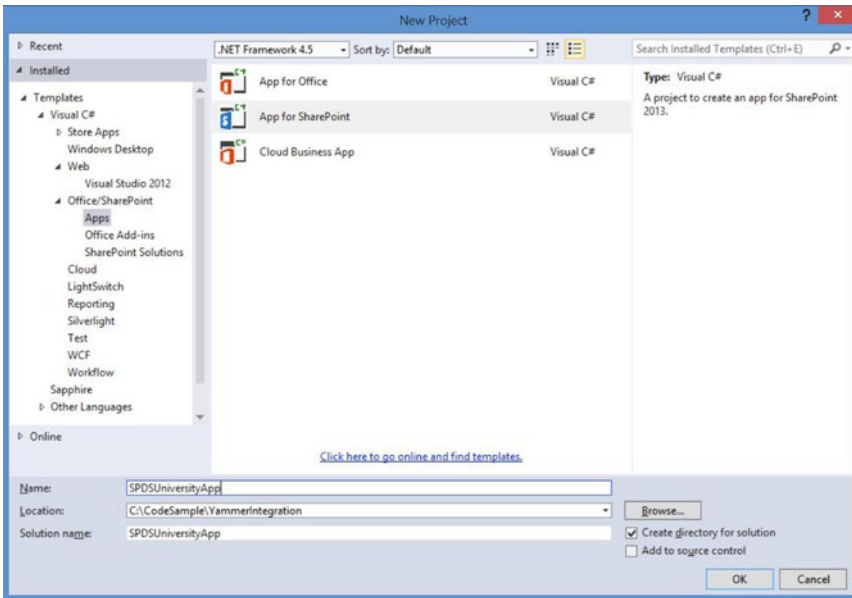 New Project
?
Recent
Installed
Templates
Visual C#
Store Apps
Windows Desktop
Web
Visual Studio 2012
Office/SharePoint
Apps
Office Add-ins
SharePoint Solutions
Cloud
LightSwitch
Reporting
Silverlight
Test
WCF
Workflow
Sapphire
Other Languages
Online
.NET Framework 4.5 Sort by: Default
App for Office Visual C#
App for SharePoint Visual C#
Cloud Business App Visual C#
Click here to go online and find templates.
Search Installed Templates (Ctrl+E)
Type: Visual C#
A project to create an app for SharePoint
2013.
Name: SPDSUniversityApp
Location: C:\CodeSample\YammerIntegration Browse...
Solution name: SPDSUniversityApp
Create directory for solution
Add to source control
OK Cancel